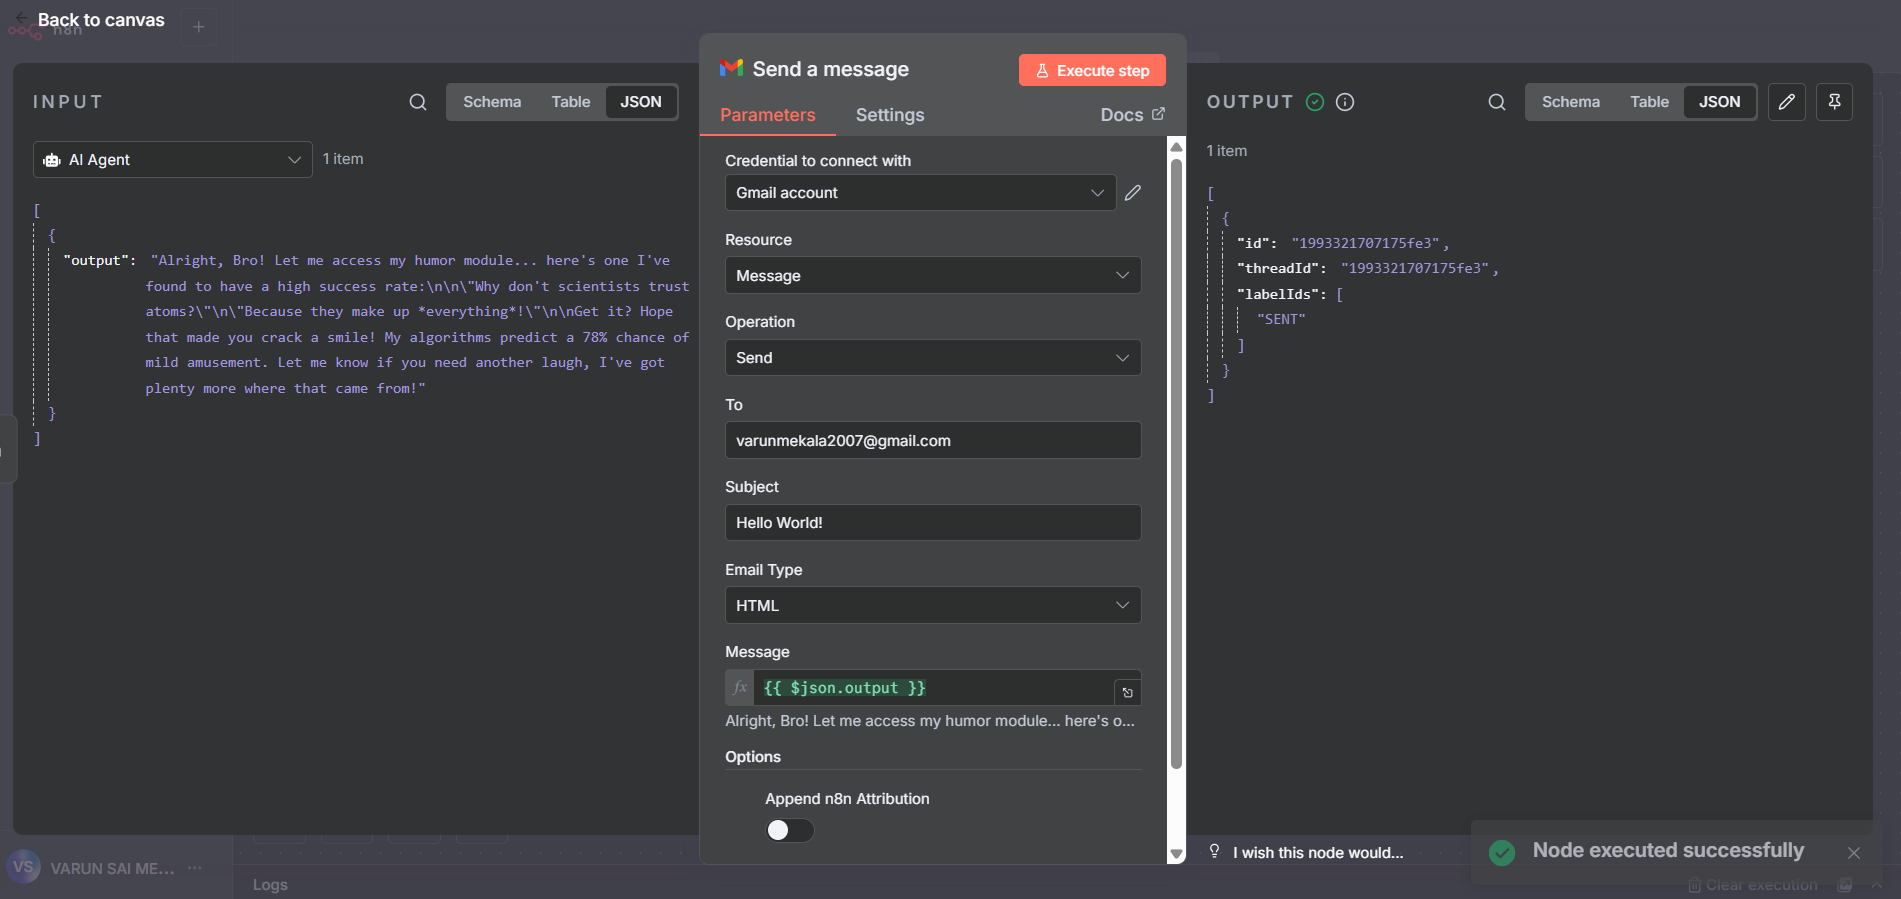 Back to canvas
n8n
INPUT
Schema
Table
JSON
AI Agent
1 item
[
{
"output": "Alright, Bro! Let me access my humor module... here's one I've
found to have a high success rate:\n\n\"Why don't scientists trust
atoms?\"\n\"Because they make up *everything*!\"\n\nGet it? Hope
that made you crack a smile! My algorithms predict a 78% chance of
mild amusement. Let me know if you need another laugh, I've got
plenty more where that came from!"
}
]
Send a message
Execute step
Parameters
Settings
Docs
Credential to connect with
Gmail account
Resource
Message
Operation
Send
To
varunmekala2007@gmail.com
Subject
Hello World!
Email Type
HTML
Message
fx {{ $json.output }}
Alright, Bro! Let me access my humor module... here's o...
Options
Append n8n Attribution
OUTPUT
Schema
Table
JSON
1 item
[
{
"id": "1993321707175fe3",
"threadId": "1993321707175fe3",
"labelIds": [
"SENT"
]
}
]
I wish this node would...
Node executed successfully
VS
VARUN SAI ME...
Logs
Clear execution